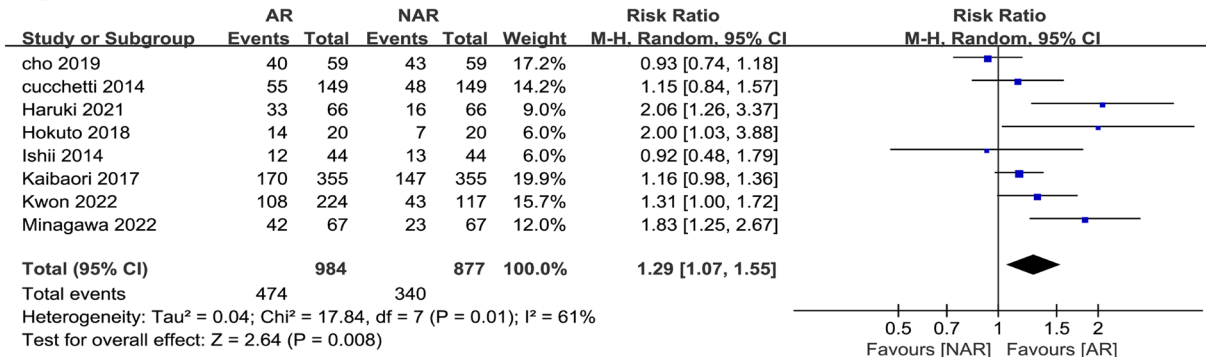 AR NAR Risk Ratio Risk Ratio
Study or Subgroup Events Total Events Total Weight M-H, Random, 95% CI M-H, Random, 95% CI
cho 2019 40 59 43 59 17.2% 0.93 [0.74, 1.18]
cucchetti 2014 55 149 48 149 14.2% 1.15 [0.84, 1.57]
Haruki 2021 33 66 16 66 9.0% 2.06 [1.26, 3.37]
Hokuto 2018 14 20 7 20 6.0% 2.00 [1.03, 3.88]
Ishii 2014 12 44 13 44 6.0% 0.92 [0.48, 1.79]
Kaibaori 2017 170 355 147 355 19.9% 1.16 [0.98, 1.36]
Kwon 2022 108 224 43 117 15.7% 1.31 [1.00, 1.72]
Minagawa 2022 42 67 23 67 12.0% 1.83 [1.25, 2.67]
Total (95% CI) 984 877 100.0% 1.29 [1.07, 1.55]
Total events 474 340
Heterogeneity: Tau² = 0.04; Chi² = 17.84, df = 7 (P = 0.01); I² = 61%
Test for overall effect: Z = 2.64 (P = 0.008)
0.5 0.7 1 1.5 2
Favours [NAR] Favours [AR]